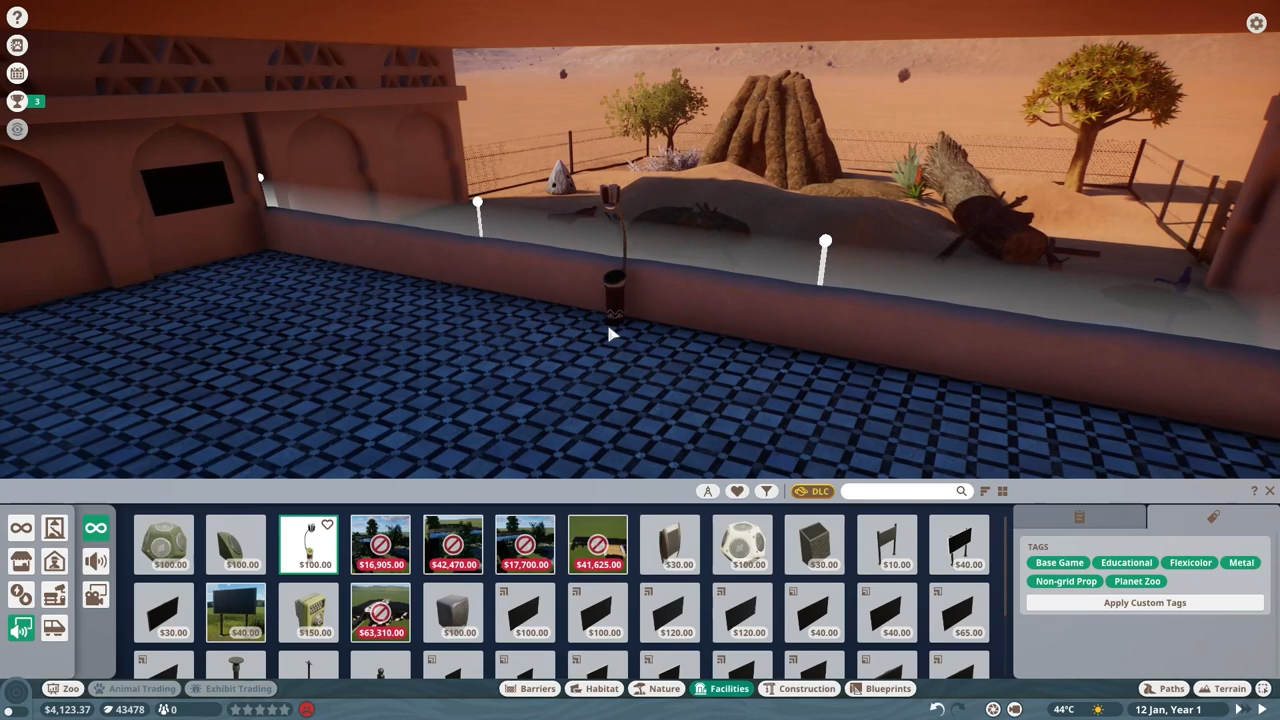 ?
3
DLC
? ×
$100.00 $100.00 $100.00 $16,905.00 $42,470.00 $17,700.00 $41,625.00 $30.00 $100.00 $30.00 $10.00 $40.00
$30.00 $40.00 $150.00 $63,310.00 $100.00 $100.00 $100.00 $120.00 $120.00 $40.00 $40.00 $65.00
TAGS
Base Game Educational Flexicolor Metal
Non-grid Prop Planet Zoo
Apply Custom Tags
Zoo Animal Trading Exhibit Trading Barriers Habitat Nature Facilities Construction Blueprints Paths Terrain
$4,123.37 43478 0 44°C 12 Jan, Year 1